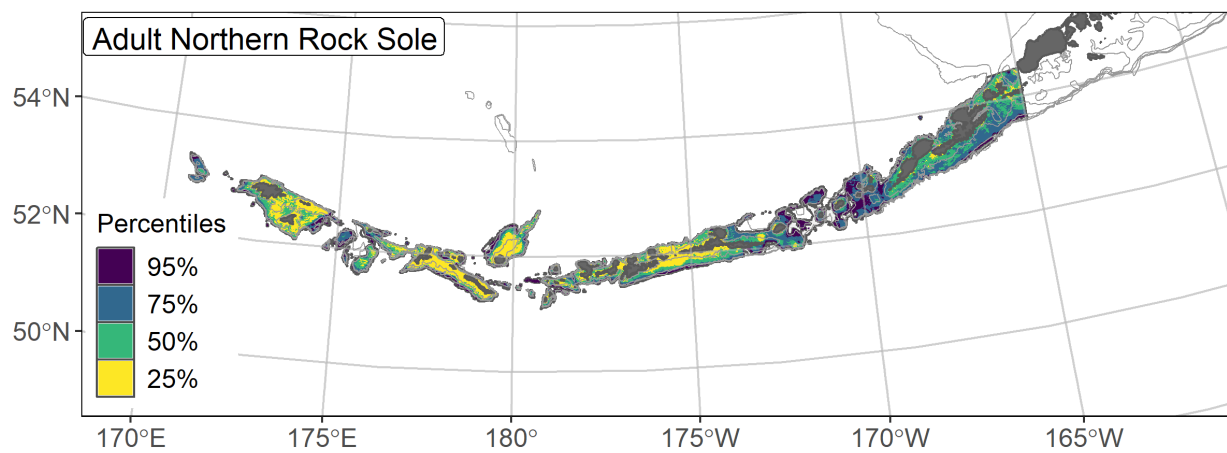 Adult Northern Rock Sole
54°N
52°N
50°N
Percentiles
95%
75%
50%
25%
170°E
175°E
180°
175°W
170°W
165°W